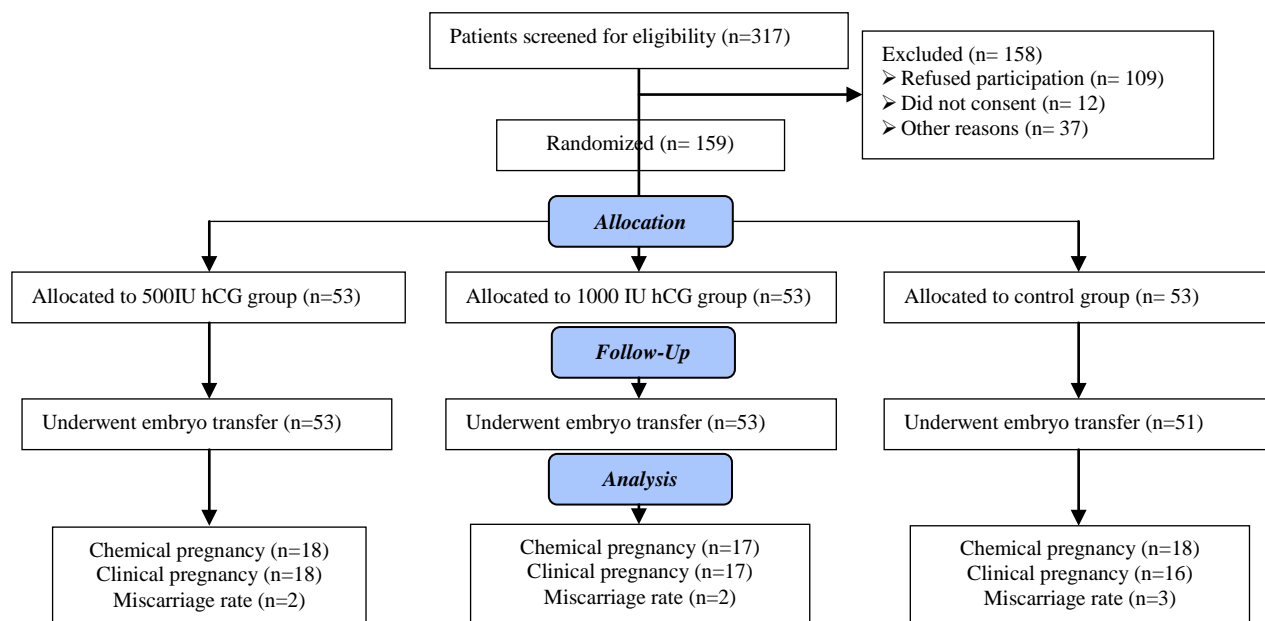 Patients screened for eligibility (n=317)
Excluded (n= 158)
➢ Refused participation (n= 109)
➢ Did not consent (n= 12)
➢ Other reasons (n= 37)
Randomized (n= 159)
Allocation
Allocated to 500IU hCG group (n=53)
Allocated to 1000 IU hCG group (n=53)
Allocated to control group (n= 53)
Follow-Up
Underwent embryo transfer (n=53)
Underwent embryo transfer (n=53)
Underwent embryo transfer (n=51)
Analysis
Chemical pregnancy (n=18)
Clinical pregnancy (n=18)
Miscarriage rate (n=2)
Chemical pregnancy (n=17)
Clinical pregnancy (n=17)
Miscarriage rate (n=2)
Chemical pregnancy (n=18)
Clinical pregnancy (n=16)
Miscarriage rate (n=3)